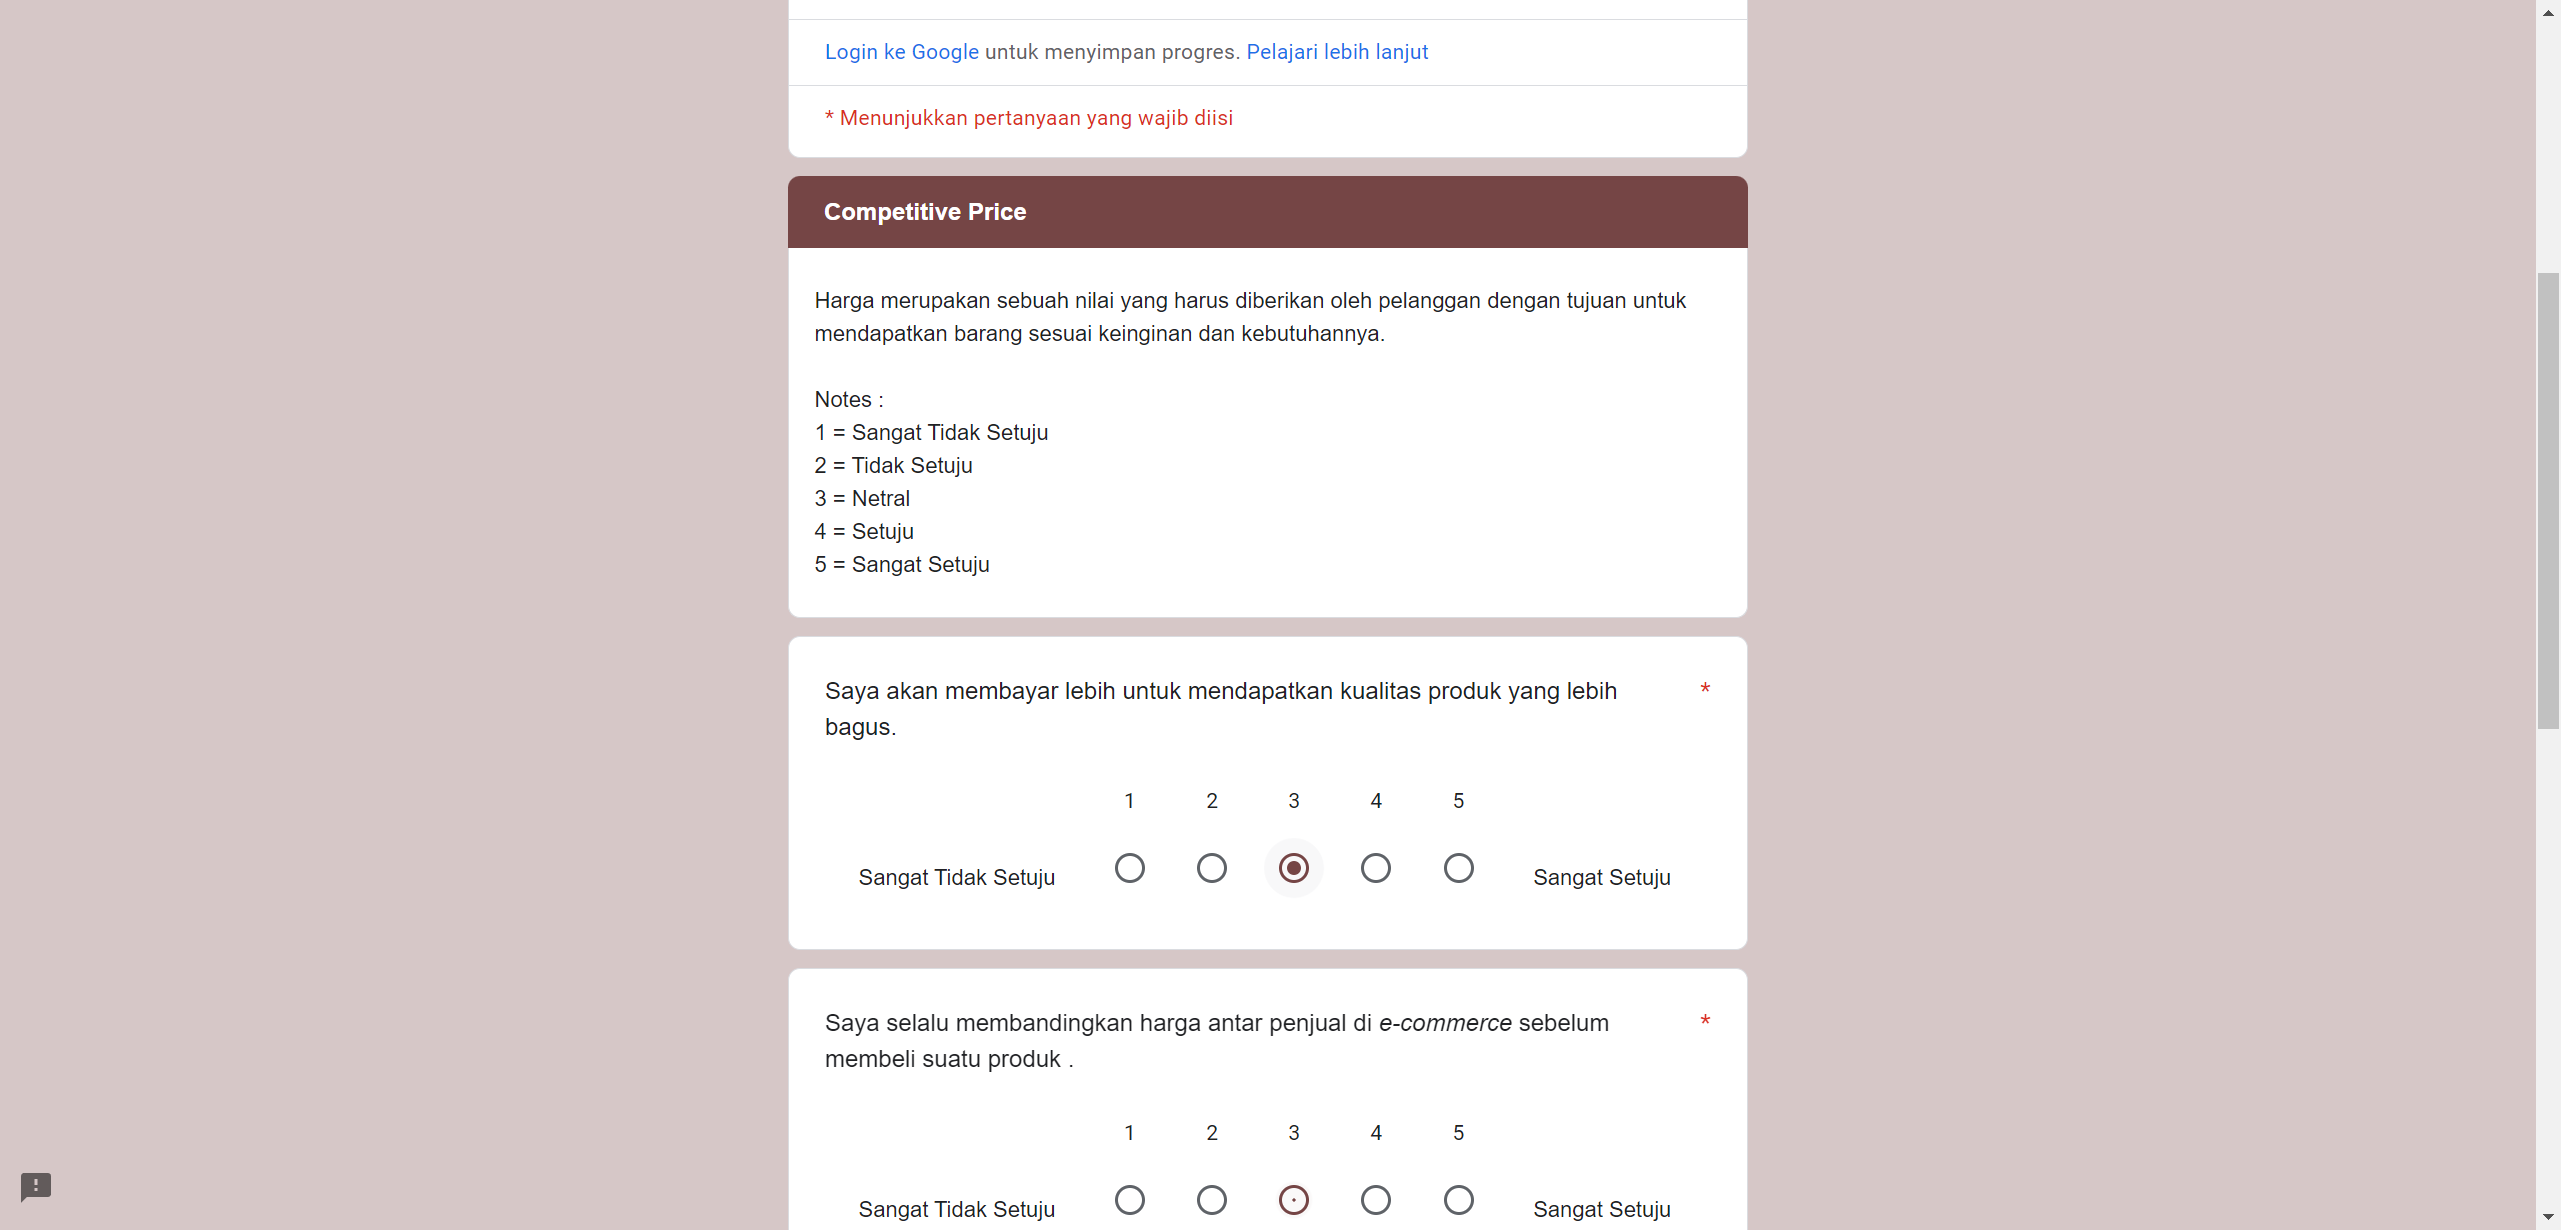 Login ke Google untuk menyimpan progres. Pelajari lebih lanjut
* Menunjukkan pertanyaan yang wajib diisi
Competitive Price
Harga merupakan sebuah nilai yang harus diberikan oleh pelanggan dengan tujuan untuk
mendapatkan barang sesuai keinginan dan kebutuhannya.
Notes :
1 = Sangat Tidak Setuju
2 = Tidak Setuju
3 = Netral
4 = Setuju
5 = Sangat Setuju
Saya akan membayar lebih untuk mendapatkan kualitas produk yang lebih *
bagus.
1 2 3 4 5
Sangat Tidak Setuju Sangat Setuju
Saya selalu membandingkan harga antar penjual di e-commerce sebelum *
membeli suatu produk .
1 2 3 4 5
Sangat Tidak Setuju Sangat Setuju